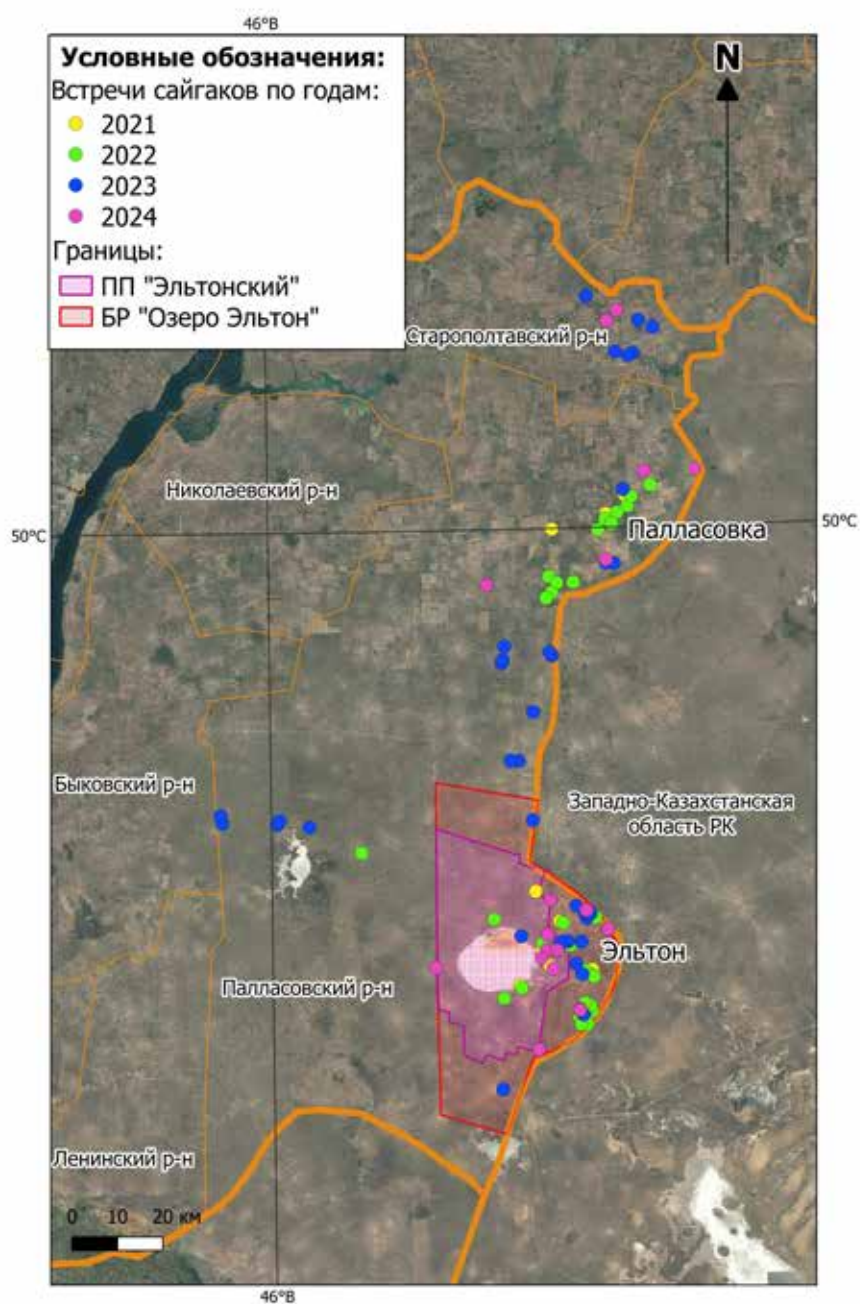 46°В
Условные обозначения:
Встречи сайгаков по годам:
2021
2022
2023
2024
Границы:
ПП "Эльтонский"
БР "Озеро Эльтон"
N
Старополтавский р-н
Николаевский р-н
50°С
Палласовка
50°С
Быковский р-н
Западно-Казахстанская
область РК
Эльтон
Палласовский р-н
Ленинский р-н
0 10 20 км
46°В